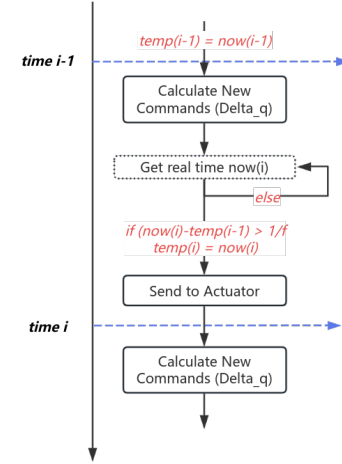 temp(i-1) = now(i-1)
time i-1
Calculate New
Commands (Delta_q)
Get real time now(i)
else
if (now(i)-temp(i-1) > 1/f
temp(i) = now(i)
Send to Actuator
time i
Calculate New
Commands (Delta_q)